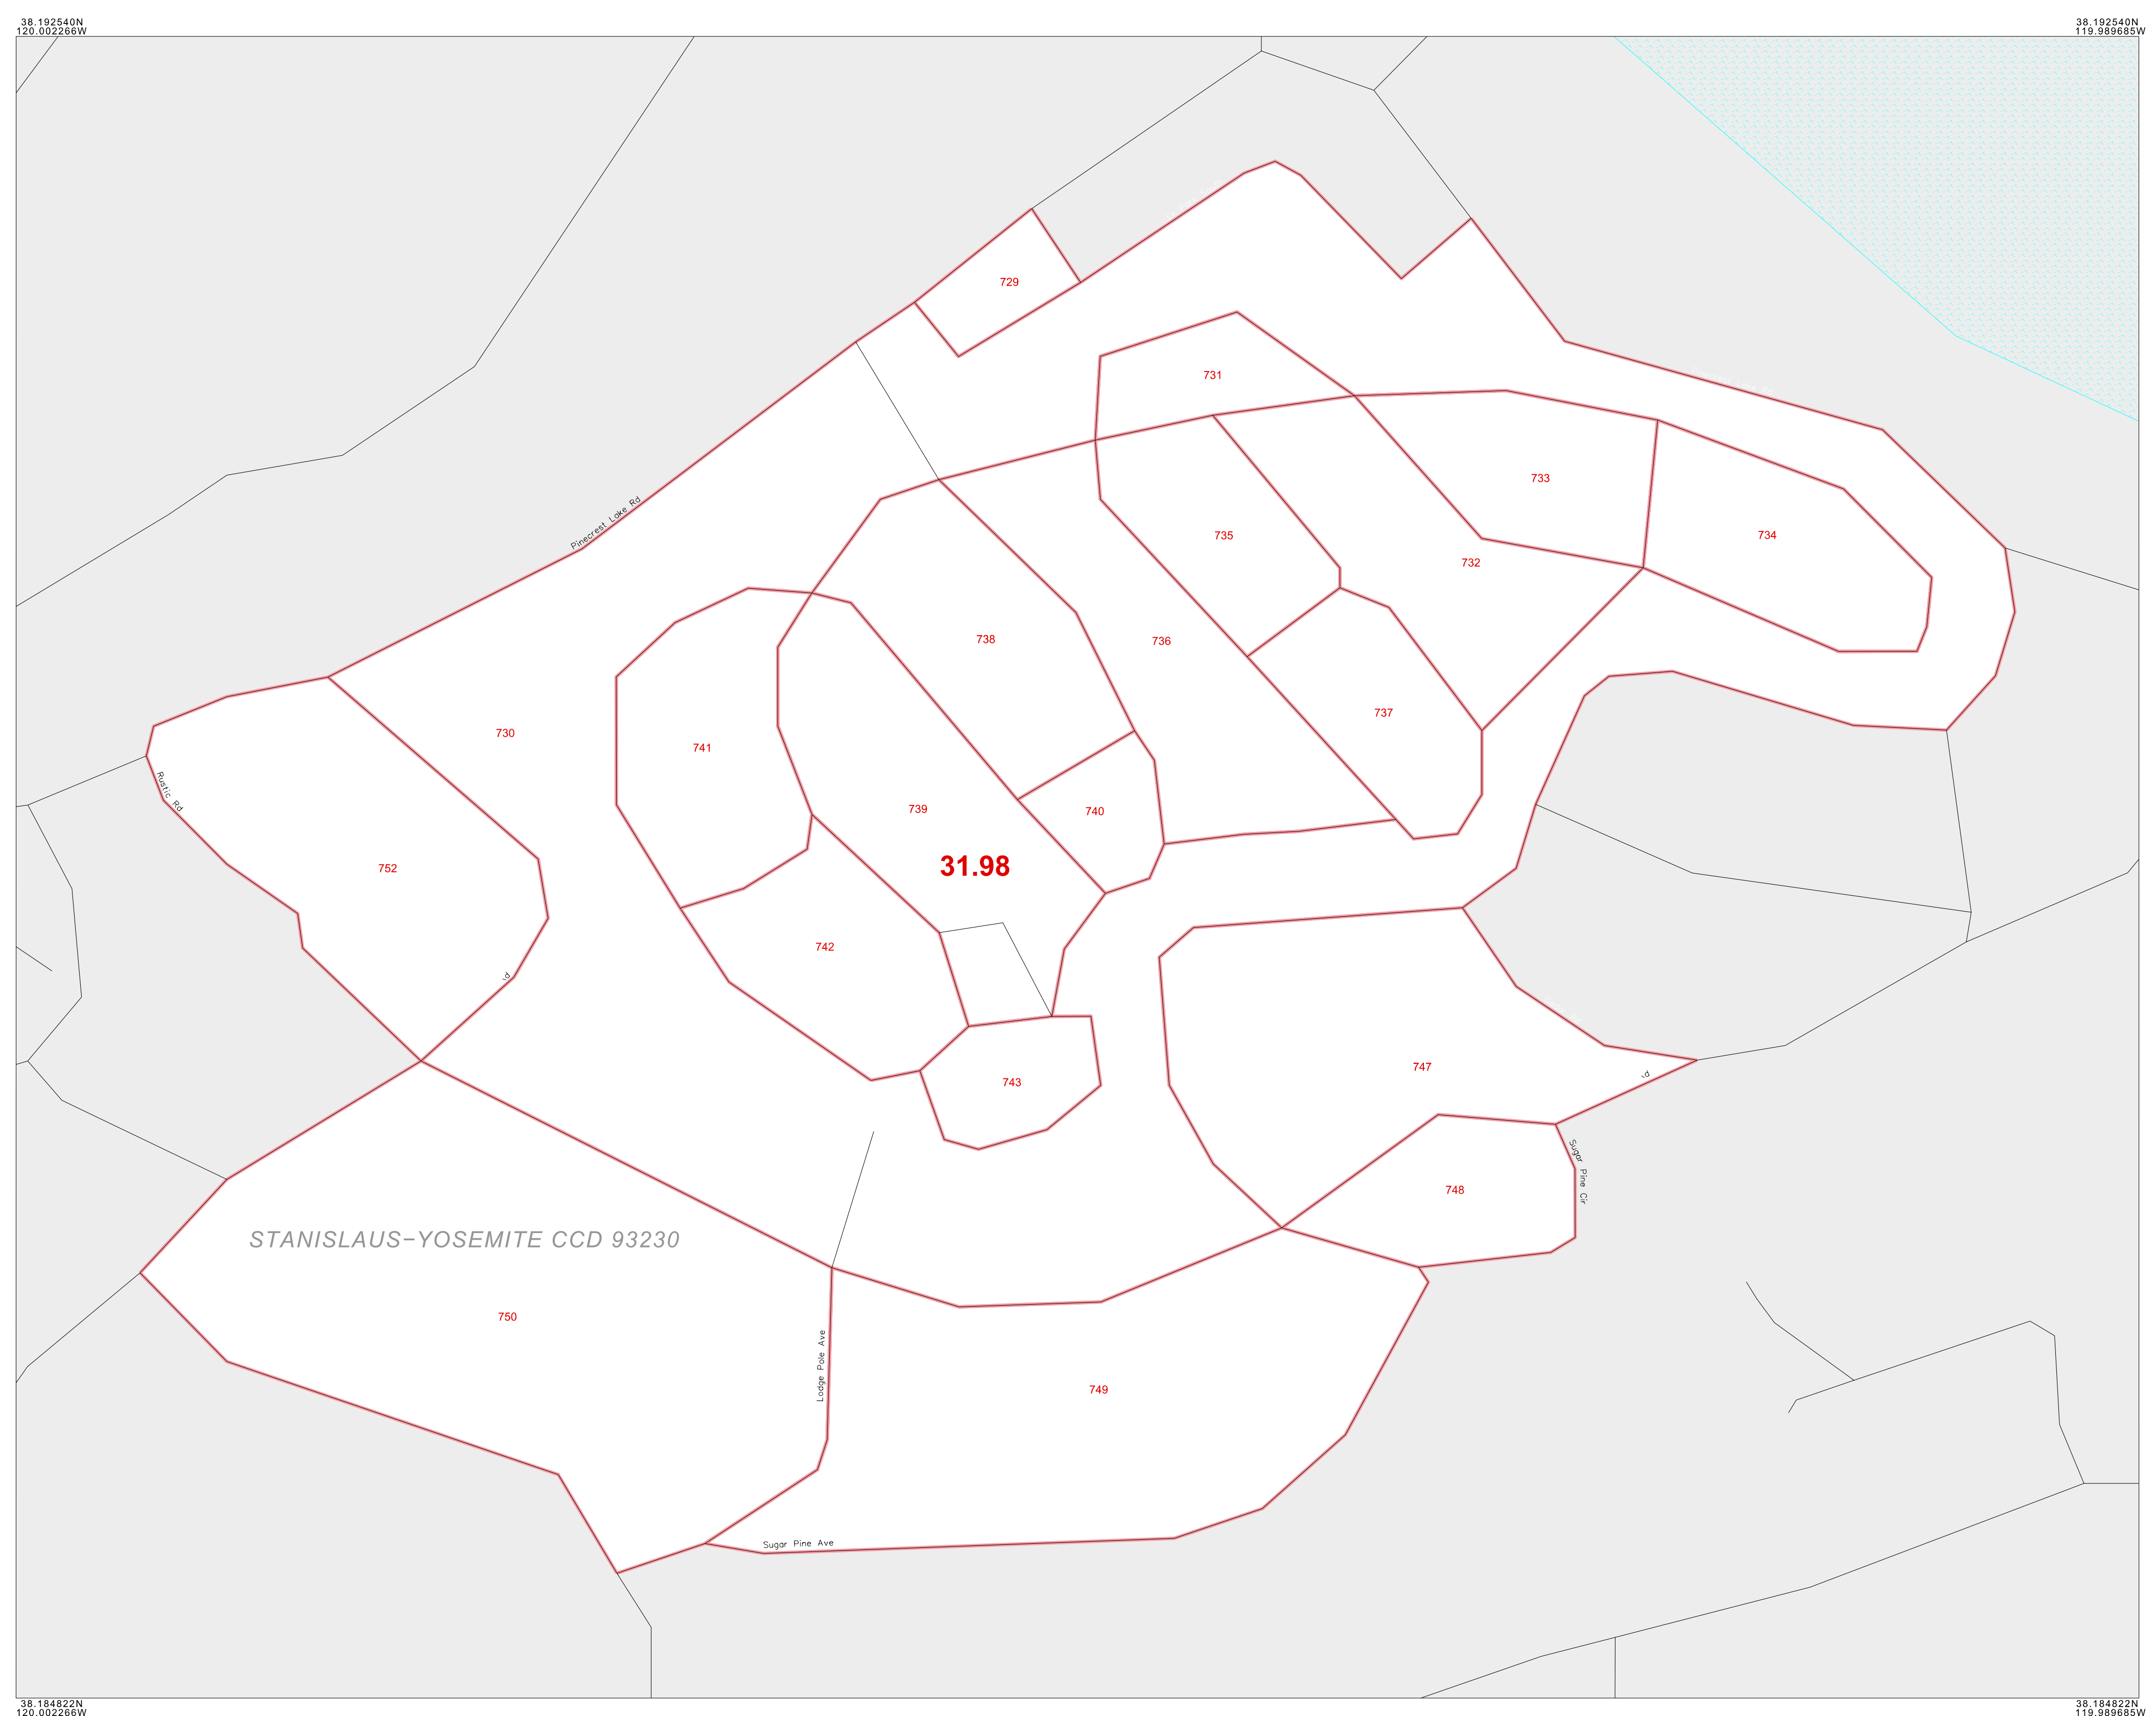 38.192540N
120.002266W
38.192540N
119.989685W
729
731
733
734
735
732
Pinecrest Lake Rd
738
736
737
730
741
Rustic Rd
739
740
31.98
752
742
747
743
748
Sugar Pine Cir
STANISLAUS-YOSEMITE CCD 93230
750
Lodge Pole Ave
749
Sugar Pine Ave
38.184822N
120.002266W
38.184822N
119.989685W